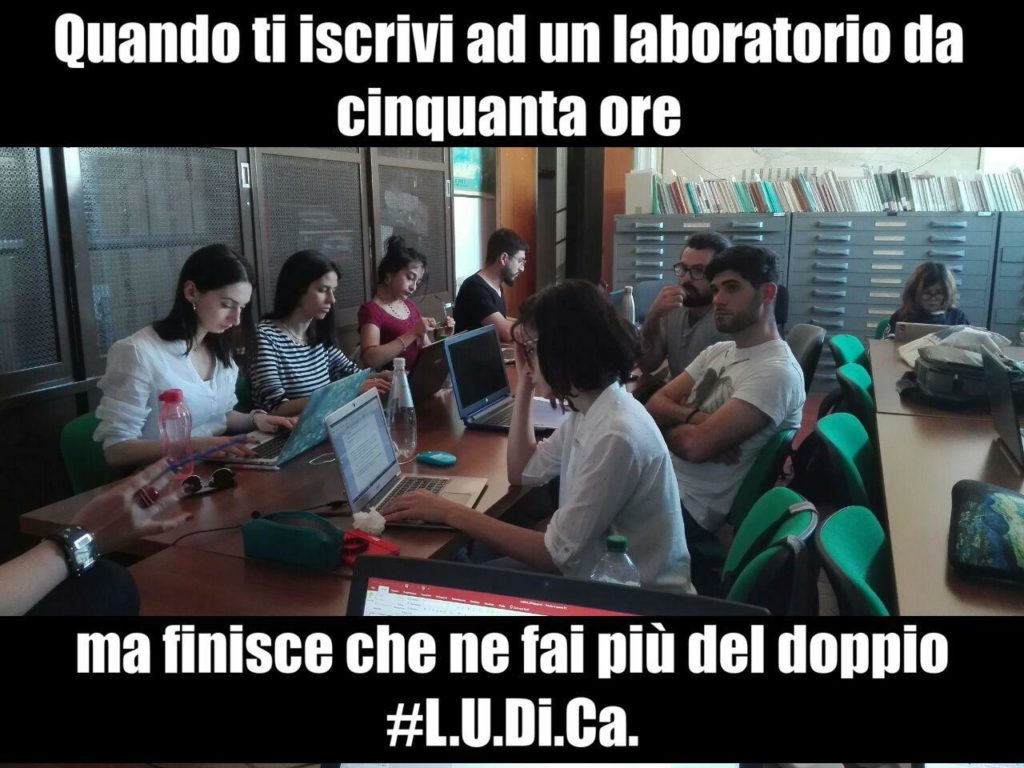 Quando ti iscrivi ad un laboratorio da
cinquanta ore
ma finisce che ne fai più del doppio
#L.U.Di.Ca.